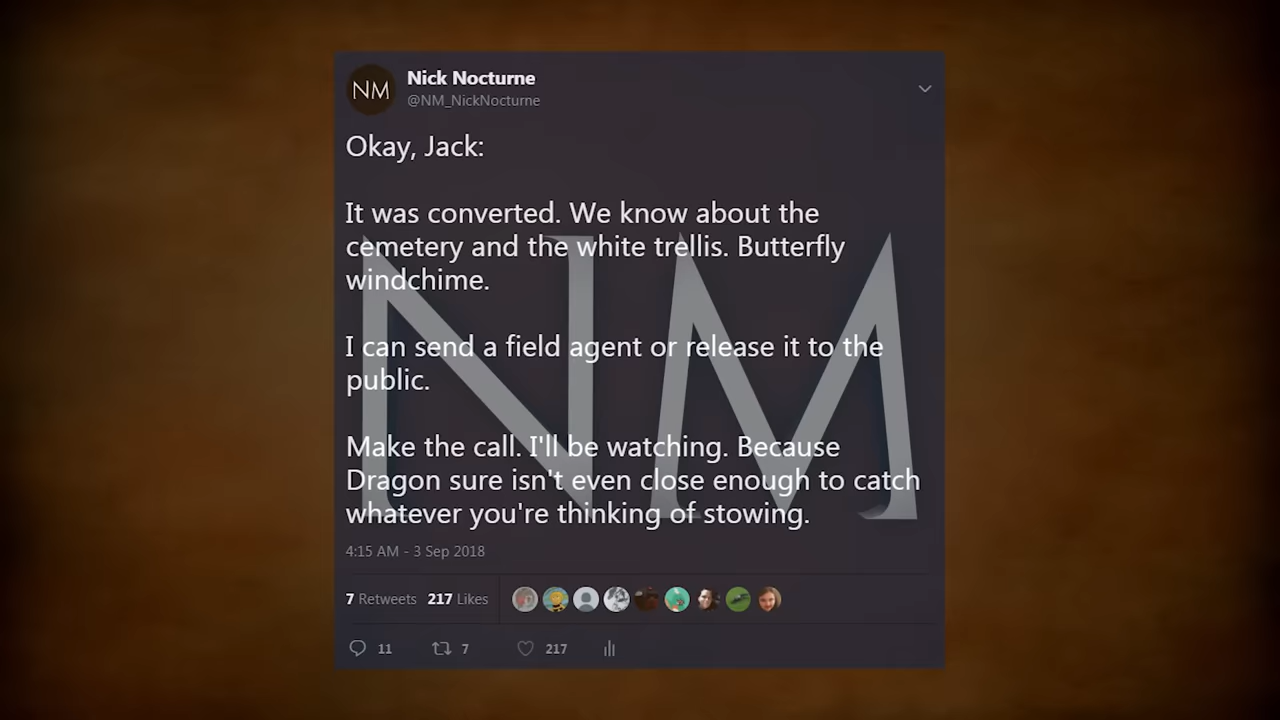 NM
Nick Nocturne
@NM_NickNocturne
Okay, Jack:
It was converted. We know about the
cemetery and the white trellis. Butterfly
windchime.
I can send a field agent or release it to the
public.
Make the call. I'll be watching. Because
Dragon sure isn't even close enough to catch
whatever you're thinking of stowing.
NM
4:15 AM - 3 Sep 2018
7 Retweets 217 Likes
11 7 217